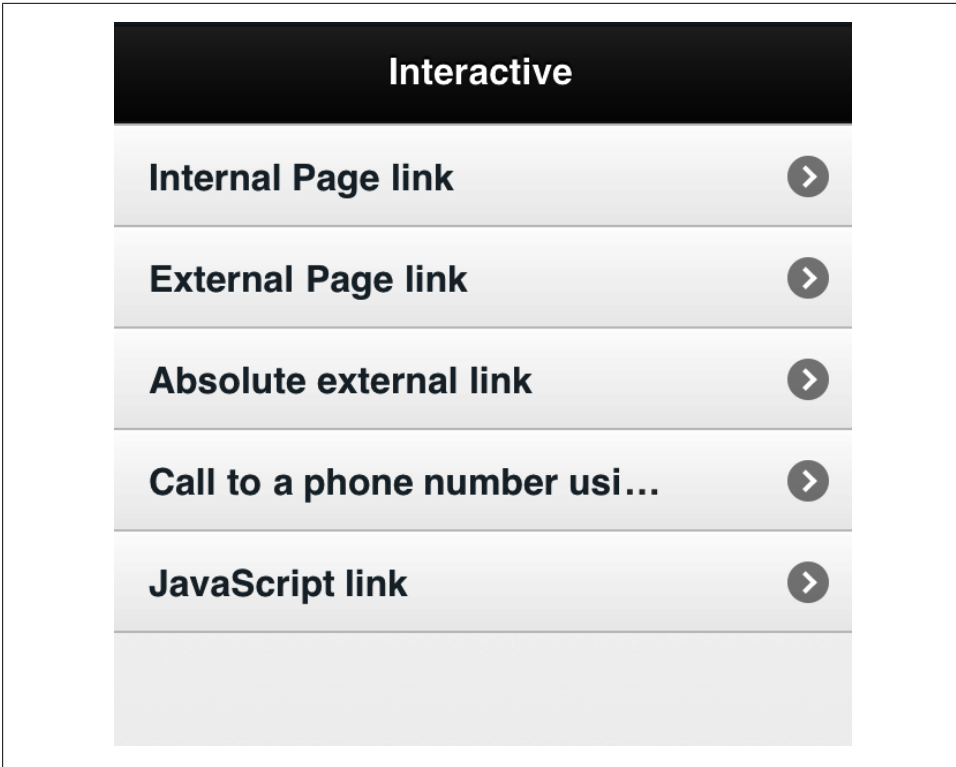 Interactive
Internal Page link
External Page link
Absolute external link
Call to a phone number usi...
JavaScript link